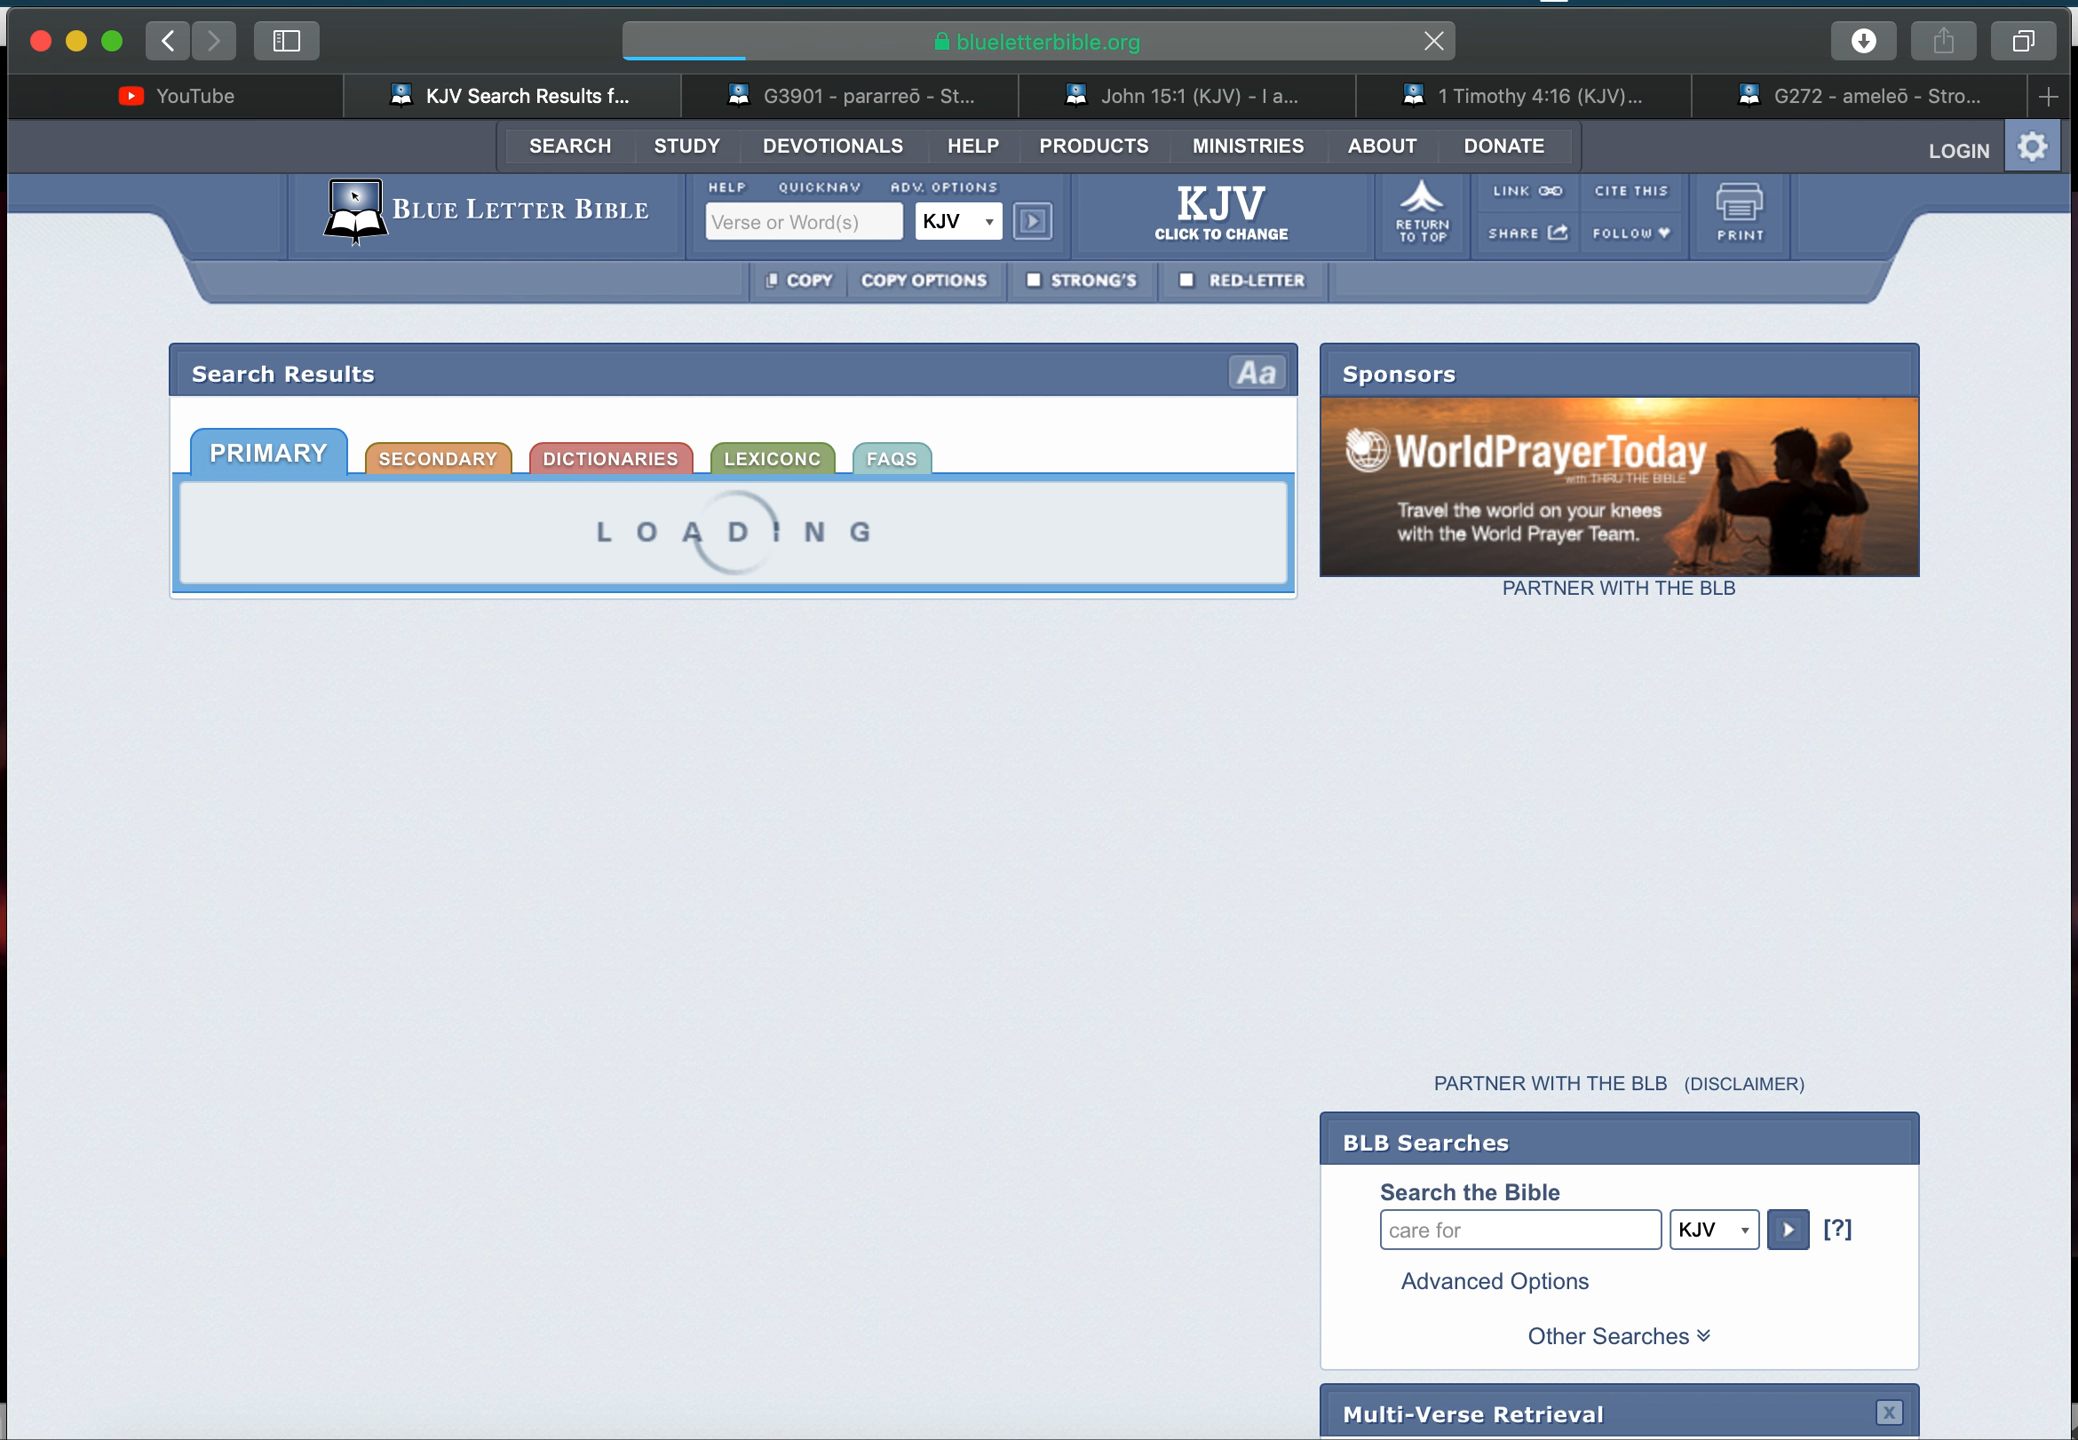 blueletterbible.org
YouTube
KJV Search Results f...
G3901 - pararreō - St...
John 15:1 (KJV) - I a...
1 Timothy 4:16 (KJV)...
G272 - ameleō - Stro...
SEARCH STUDY DEVOTIONALS HELP PRODUCTS MINISTRIES ABOUT DONATE
LOGIN
BLUE LETTER BIBLE
HELP QUICKNAV ADV. OPTIONS
Verse or Word(s)
KJV
KJV
CLICK TO CHANGE
RETURN
TO TOP
LINK
CITE THIS
SHARE
FOLLOW
PRINT
COPY COPY OPTIONS STRONG'S RED-LETTER
Search Results
Aa
PRIMARY SECONDARY DICTIONARIES LEXICONC FAQS
LOADING
Sponsors
WorldPrayerToday
with THRU THE BIBLE
Travel the world on your knees
with the World Prayer Team.
PARTNER WITH THE BLB
PARTNER WITH THE BLB (DISCLAIMER)
BLB Searches
Search the Bible
care for
KJV
[?]
Advanced Options
Other Searches
Multi-Verse Retrieval
X